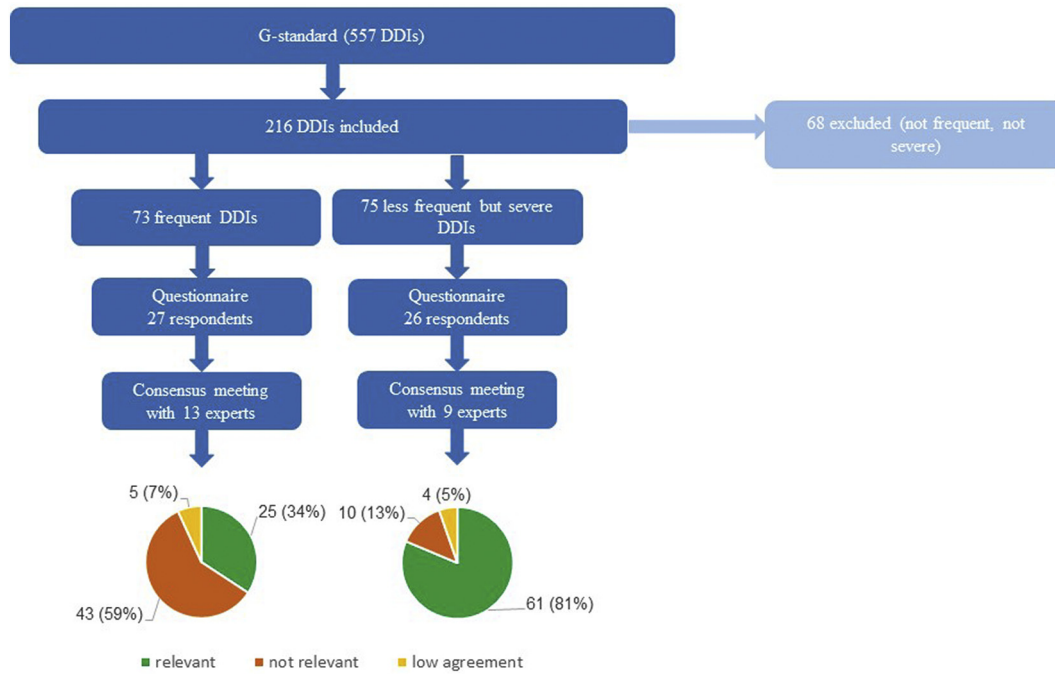 G-standard (557 DDIs)
216 DDIs included
68 excluded (not frequent, not
severe)
73 frequent DDIs
75 less frequent but severe
DDIs
Questionnaire
27 respondents
Questionnaire
26 respondents
Consensus meeting
with 13 experts
Consensus meeting
with 9 experts
5 (7%)
25 (34%)
43 (59%)
4 (5%)
10 (13%)
61 (81%)
relevant
not relevant
low agreement